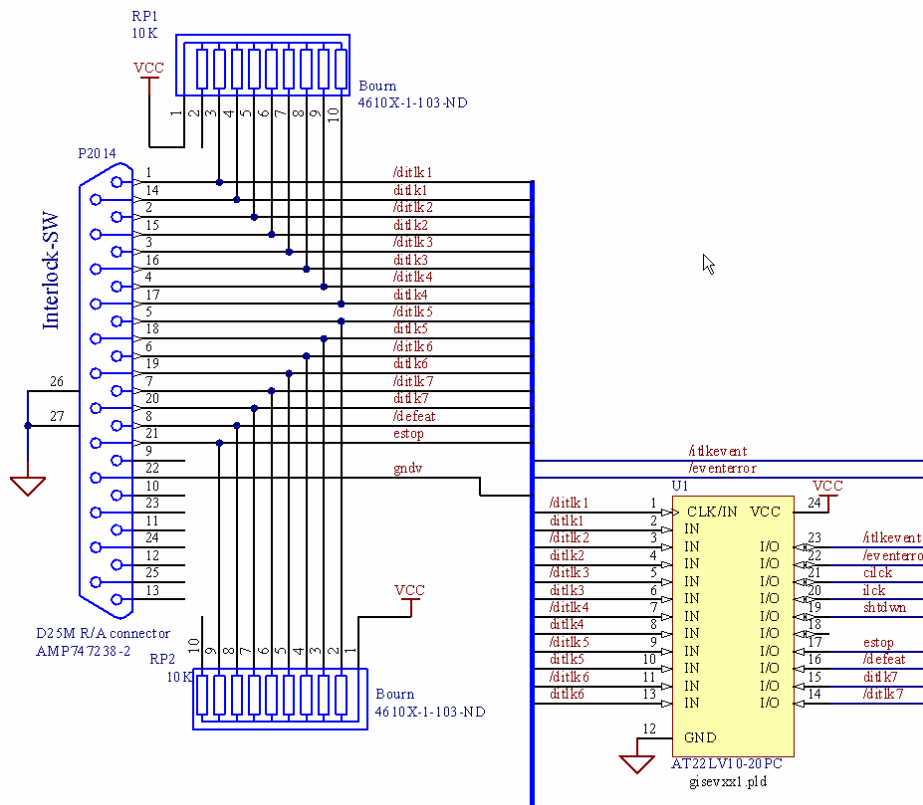 RP1
10K
VCC
Bourn
4610X-1-103-ND
1 2 3 4 5 6 7 8 9 10
P2014
Interlock-SW
1 /ditlk1
14 ditlk1
2 /ditlk2
15 ditlk2
3 /ditlk3
16 ditlk3
4 /ditlk4
17 ditlk4
5 /ditlk5
18 ditlk5
6 /ditlk6
19 ditlk6
7 /ditlk7
20 ditlk7
8 /defeat
21 estop
9
22 gndv
10
23
11
24
12
25
13
26
27
D25M R/A connector
AMP747238-2
VCC
RP2
10K
10 9 8 7 6 5 4 3 2 1
Bourn
4610X-1-103-ND
/itlkevent
/eventerror
U1
VCC
/ditlk1 1 CLK/IN VCC 24
ditlk1 2 IN
/ditlk2 3 IN I/O 23 /itlkevent
ditlk2 4 IN I/O 22 /eventerro
/ditlk3 5 IN I/O 21 cilck
ditlk3 6 IN I/O 20 ilck
/ditlk4 7 IN I/O 19 shtdwn
ditlk4 8 IN I/O 18
/ditlk5 9 IN I/O 17 estop
ditlk5 10 IN I/O 16 /defeat
/ditlk6 11 IN I/O 15 ditlk7
ditlk6 13 IN I/O 14 /ditlk7
12 GND
AT22LV10-20PC
gisevxx1.pld